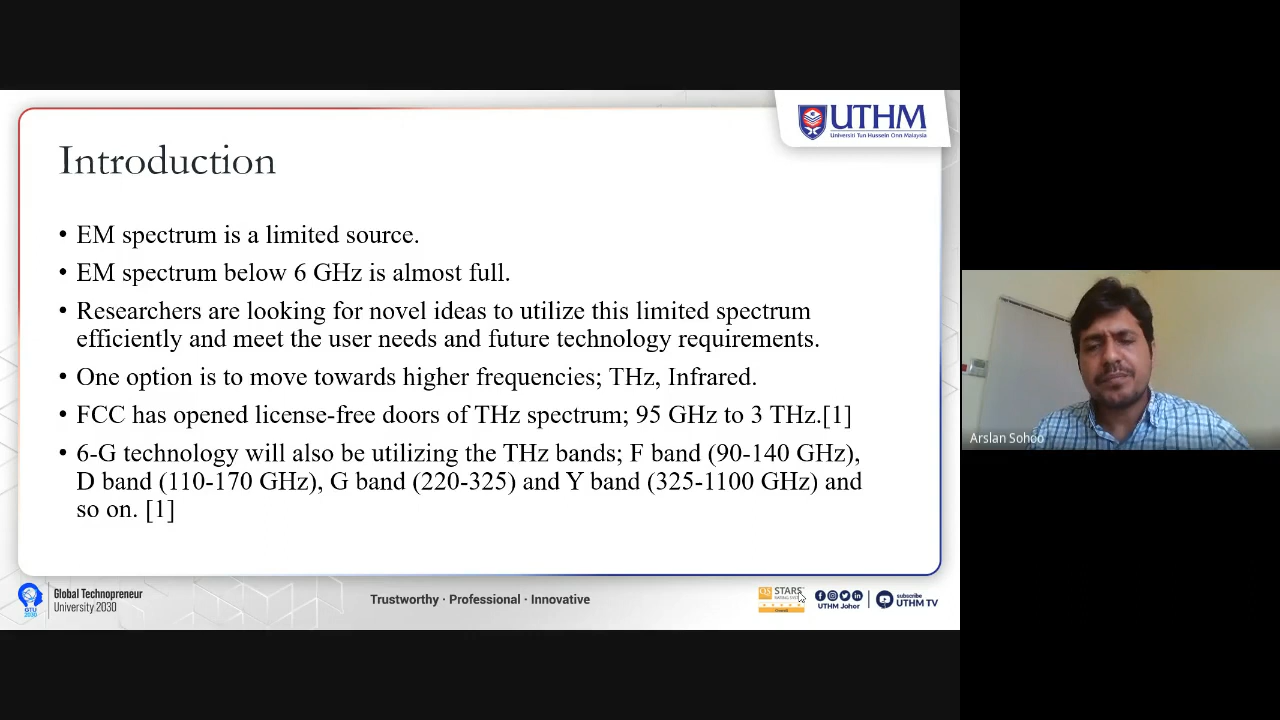 UTHM
Universiti Tun Hussein Onn Malaysia
Introduction
• EM spectrum is a limited source.
• EM spectrum below 6 GHz is almost full.
• Researchers are looking for novel ideas to utilize this limited spectrum
efficiently and meet the user needs and future technology requirements.
• One option is to move towards higher frequencies; THz, Infrared.
• FCC has opened license-free doors of THz spectrum; 95 GHz to 3 THz.[1]
• 6-G technology will also be utilizing the THz bands; F band (90-140 GHz),
D band (110-170 GHz), G band (220-325) and Y band (325-1100 GHz) and
so on. [1]
Arslan Sohoo
GTU
2030
Global Technopreneur
University 2030
Trustworthy · Professional · Innovative
QS STARS
UTHM Johor
subscribe
UTHM TV